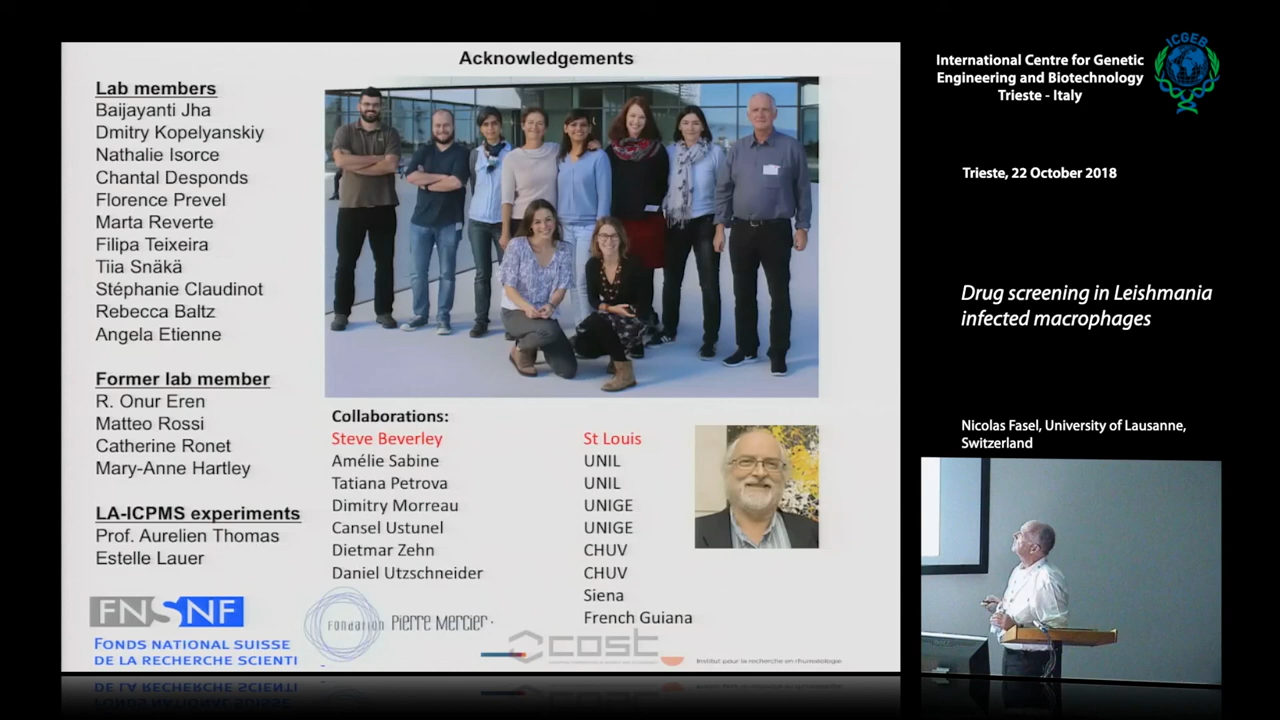 Acknowledgements
Lab members
Baijayanti Jha
Dmitry Kopelyanskiy
Nathalie Isorce
Chantal Desponds
Florence Prevel
Marta Reverte
Filipa Teixeira
Tiia Snäkä
Stéphanie Claudinot
Rebecca Baltz
Angela Etienne
Former lab member
R. Onur Eren
Matteo Rossi
Catherine Ronet
Mary-Anne Hartley
LA-ICPMS experiments
Prof. Aurelien Thomas
Estelle Lauer
Collaborations:
Steve Beverley St Louis
Amélie Sabine UNIL
Tatiana Petrova UNIL
Dimitry Morreau UNIGE
Cansel Ustunel UNIGE
Dietmar Zehn CHUV
Daniel Utzschneider CHUV
Siena
French Guiana
FNSNF
FONDS NATIONAL SUISSE
DE LA RECHERCHE SCIENTI
Fondation Pierre Mercier
cost
Institut pour la recherche en rhumatologie
International Centre for Genetic
Engineering and Biotechnology
Trieste - Italy
ICGEB
Trieste, 22 October 2018
Drug screening in Leishmania
infected macrophages
Nicolas Fasel, University of Lausanne,
Switzerland